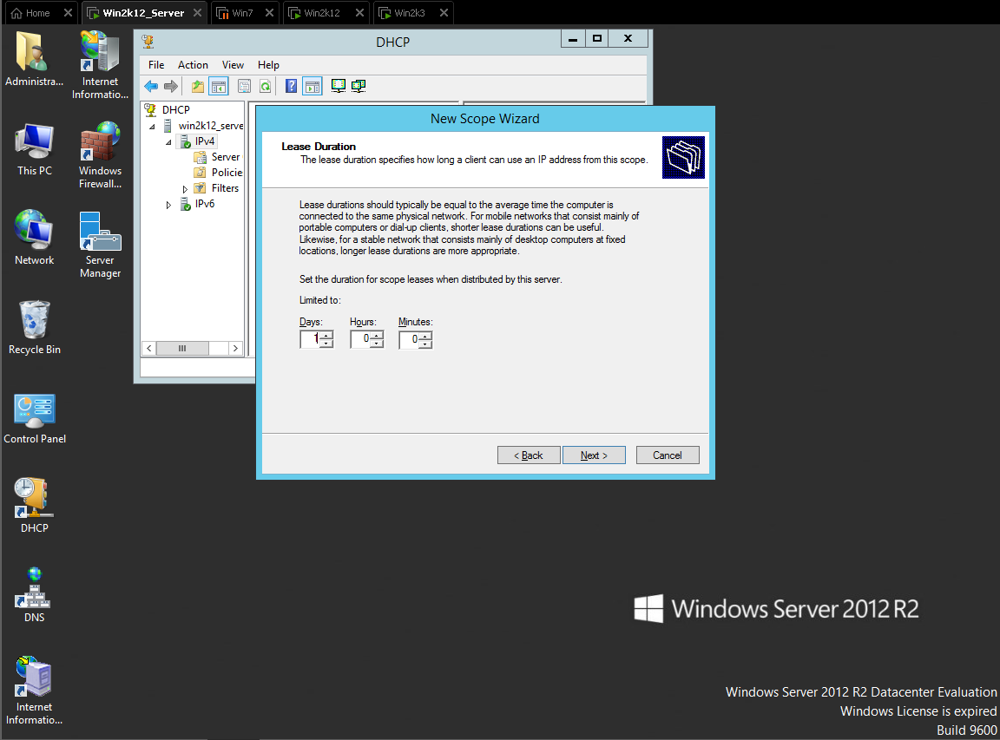 Home
Win2k12_Server
Win7
Win2k12
Win2k3
Administra...
Internet
Informatio...
This PC
Windows
Firewall...
Network
Server
Manager
Recycle Bin
Control Panel
DHCP
DNS
Internet
Informatio...
DHCP
File Action View Help
DHCP
win2k12_serve
IPv4
Server
Policie
Filters
IPv6
New Scope Wizard
Lease Duration
The lease duration specifies how long a client can use an IP address from this scope.
Lease durations should typically be equal to the average time the computer is
connected to the same physical network. For mobile networks that consist mainly of
portable computers or dial-up clients, shorter lease durations can be useful.
Likewise, for a stable network that consists mainly of desktop computers at fixed
locations, longer lease durations are more appropriate.
Set the duration for scope leases when distributed by this server.
Limited to:
Days: Hours: Minutes:
1 0 0
< Back Next > Cancel
Windows Server 2012 R2
Windows Server 2012 R2 Datacenter Evaluation
Windows License is expired
Build 9600